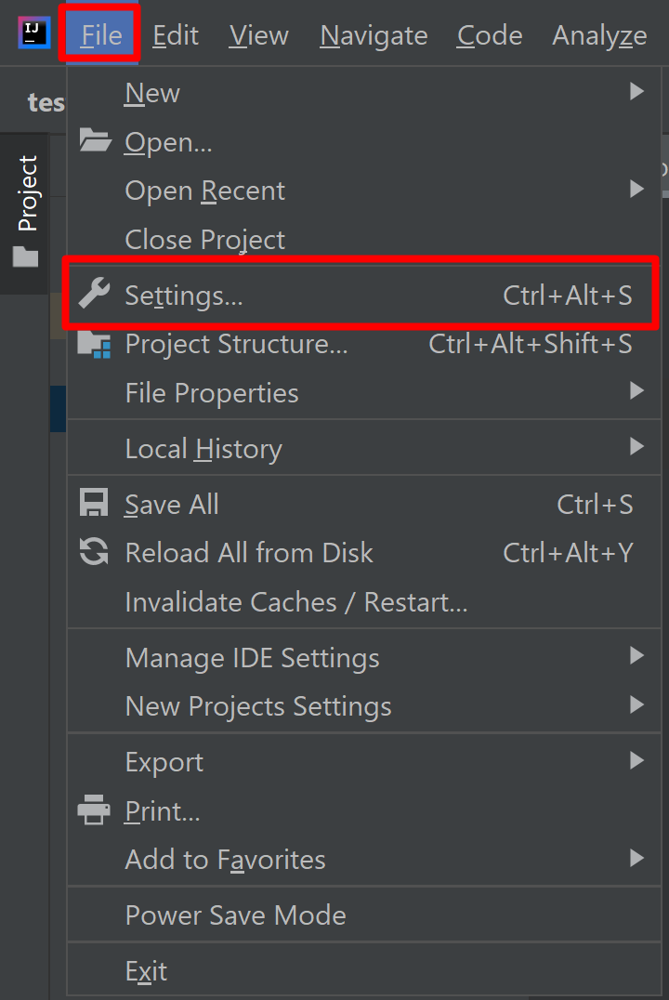 IJ
File Edit View Navigate Code Analyze
tes
Project
New
Open...
Open Recent
Close Project
Settings... Ctrl+Alt+S
Project Structure... Ctrl+Alt+Shift+S
File Properties
Local History
Save All Ctrl+S
Reload All from Disk Ctrl+Alt+Y
Invalidate Caches / Restart...
Manage IDE Settings
New Projects Settings
Export
Print...
Add to Favorites
Power Save Mode
Exit